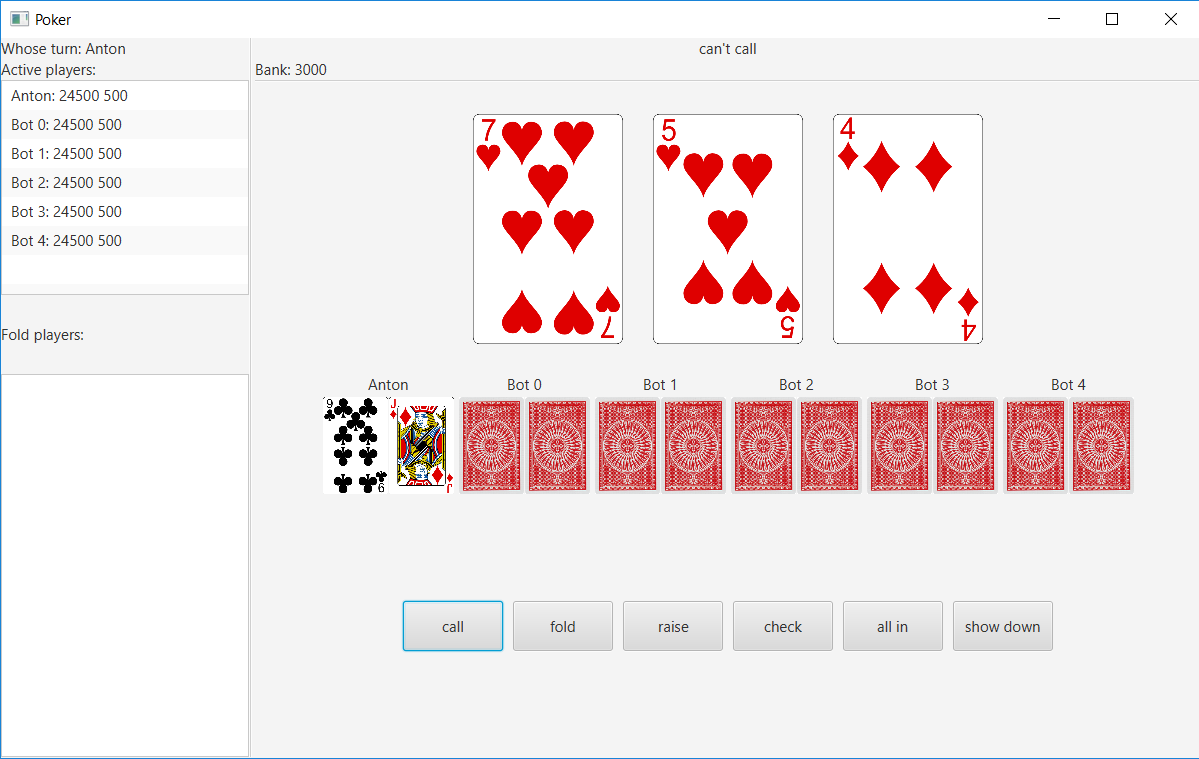 Poker
Whose turn: Anton
can't call
Active players:
Bank: 3000
Anton: 24500 500
Bot 0: 24500 500
Bot 1: 24500 500
Bot 2: 24500 500
Bot 3: 24500 500
Bot 4: 24500 500
Fold players:
7 5 4
7 5 4
Anton Bot 0 Bot 1 Bot 2 Bot 3 Bot 4
9 J
9 J
call fold raise check all in show down